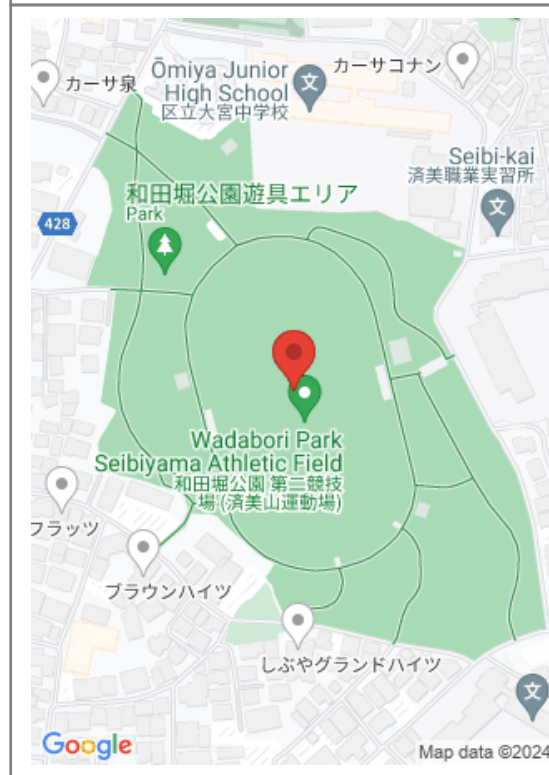 カーサ泉
Ōmiya Junior
High School
区立大宮中学校
文
カーサコナン
Seibi-kai
済美職業実習所
文
和田堀公園遊具エリア
Park
428
Wadabori Park
Seibiyama Athletic Field
和田堀公園 第二競技
場 (済美山運動場)
フラッツ
ブラウンハイツ
しぶやグランドハイツ
文
Google
Map data ©2024